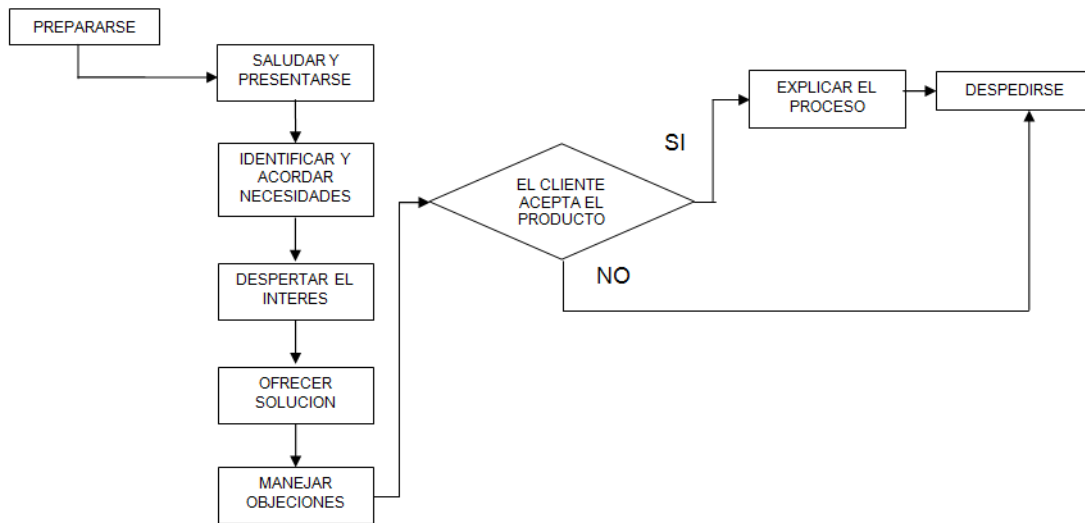 PREPARARSE
SALUDAR Y
PRESENTARSE
IDENTIFICAR Y
ACORDAR
NECESIDADES
DESPERTAR EL
INTERES
OFRECER
SOLUCION
MANEJAR
OBJECIONES
EL CLIENTE
ACEPTA EL
PRODUCTO
SI
NO
EXPLICAR EL
PROCESO
DESPEDIRSE